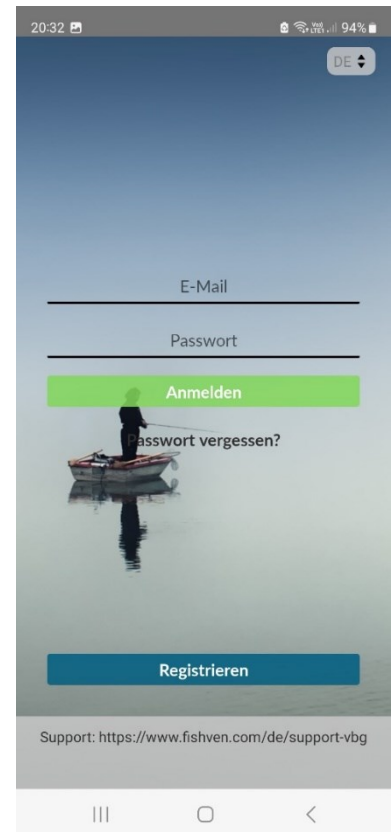 20:32
94%
DE
E-Mail
Passwort
Anmelden
Passwort vergessen?
Registrieren
Support: https://www.fishven.com/de/support-vbg